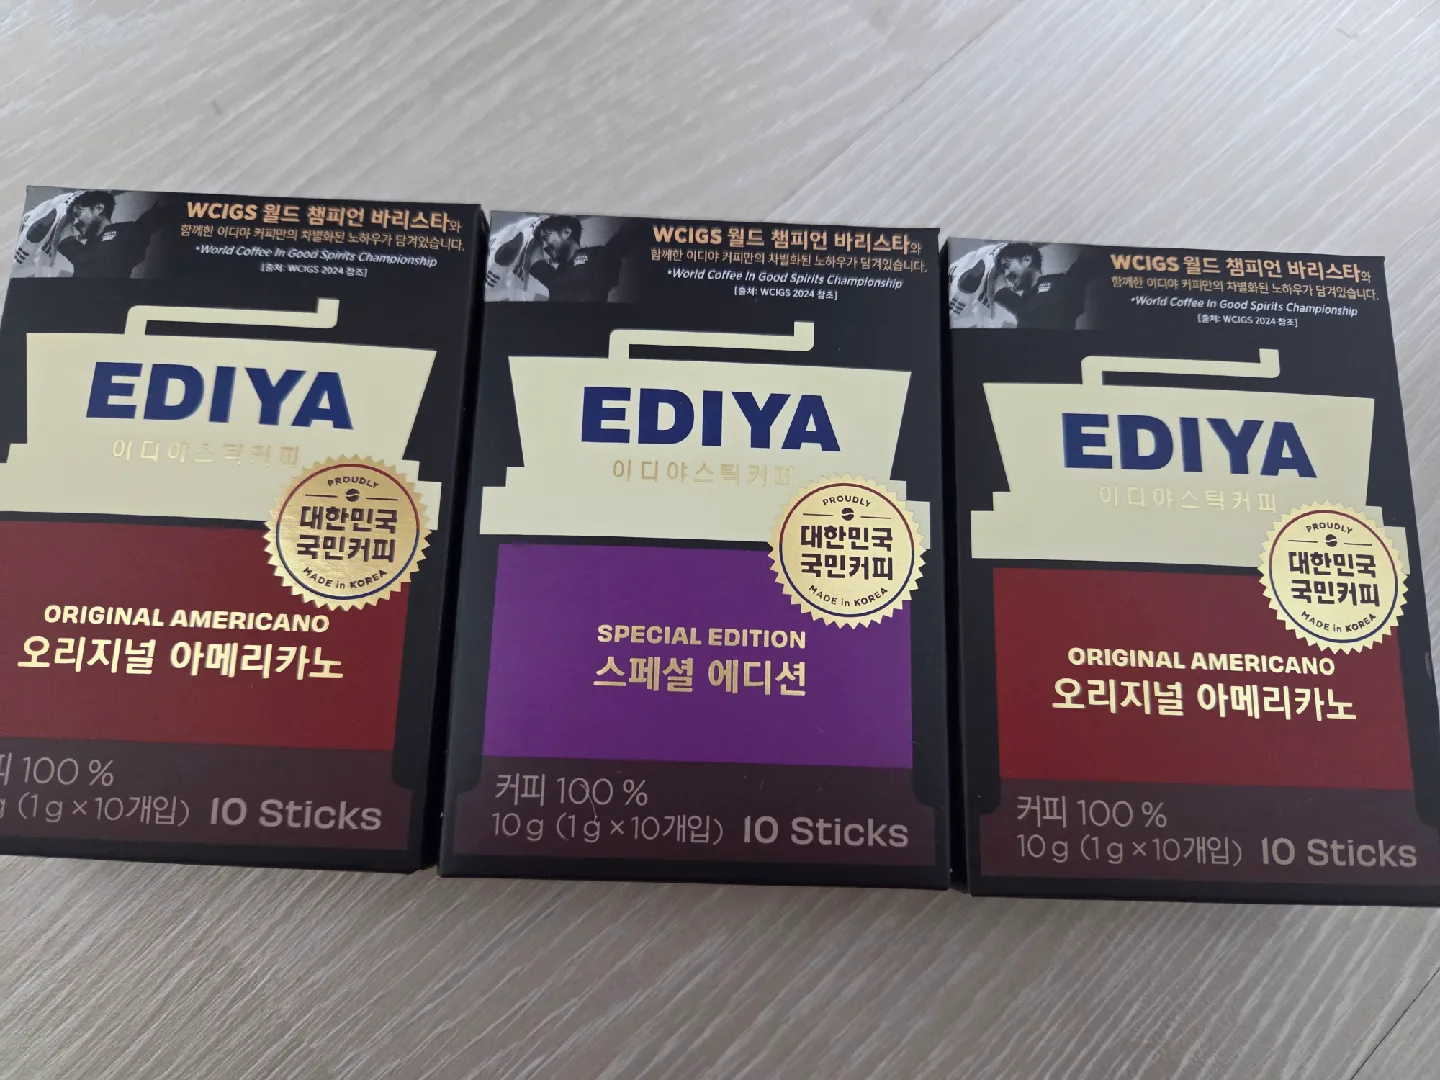 WCIGS 월드 챔피언 바리스타와
함께한 이디야 커피만의 차별화된 노하우가 담겨있습니다.
*World Coffee In Good Spirits Championship
[출처: WCIGS 2024 참조]
EDIYA
이디야스틱커피
PROUDLY
대한민국
국민커피
MADE in KOREA
ORIGINAL AMERICANO
오리지널 아메리카노
피 100 %
g (1 g × 10개입) 10 Sticks
WCIGS 월드 챔피언 바리스타와
함께한 이디야 커피만의 차별화된 노하우가 담겨있습니다.
*World Coffee In Good Spirits Championship
[출처: WCIGS 2024 참조]
EDIYA
이디야스틱커피
PROUDLY
대한민국
국민커피
MADE in KOREA
SPECIAL EDITION
스페셜 에디션
커피 100 %
10 g (1 g × 10개입) 10 Sticks
WCIGS 월드 챔피언 바리스타와
함께한 이디야 커피만의 차별화된 노하우가 담겨있습니다.
*World Coffee In Good Spirits Championship
[출처: WCIGS 2024 참조]
EDIYA
이디야스틱커피
PROUDLY
대한민국
국민커피
MADE in KOREA
ORIGINAL AMERICANO
오리지널 아메리카노
커피 100 %
10 g (1 g × 10개입) 10 Sticks